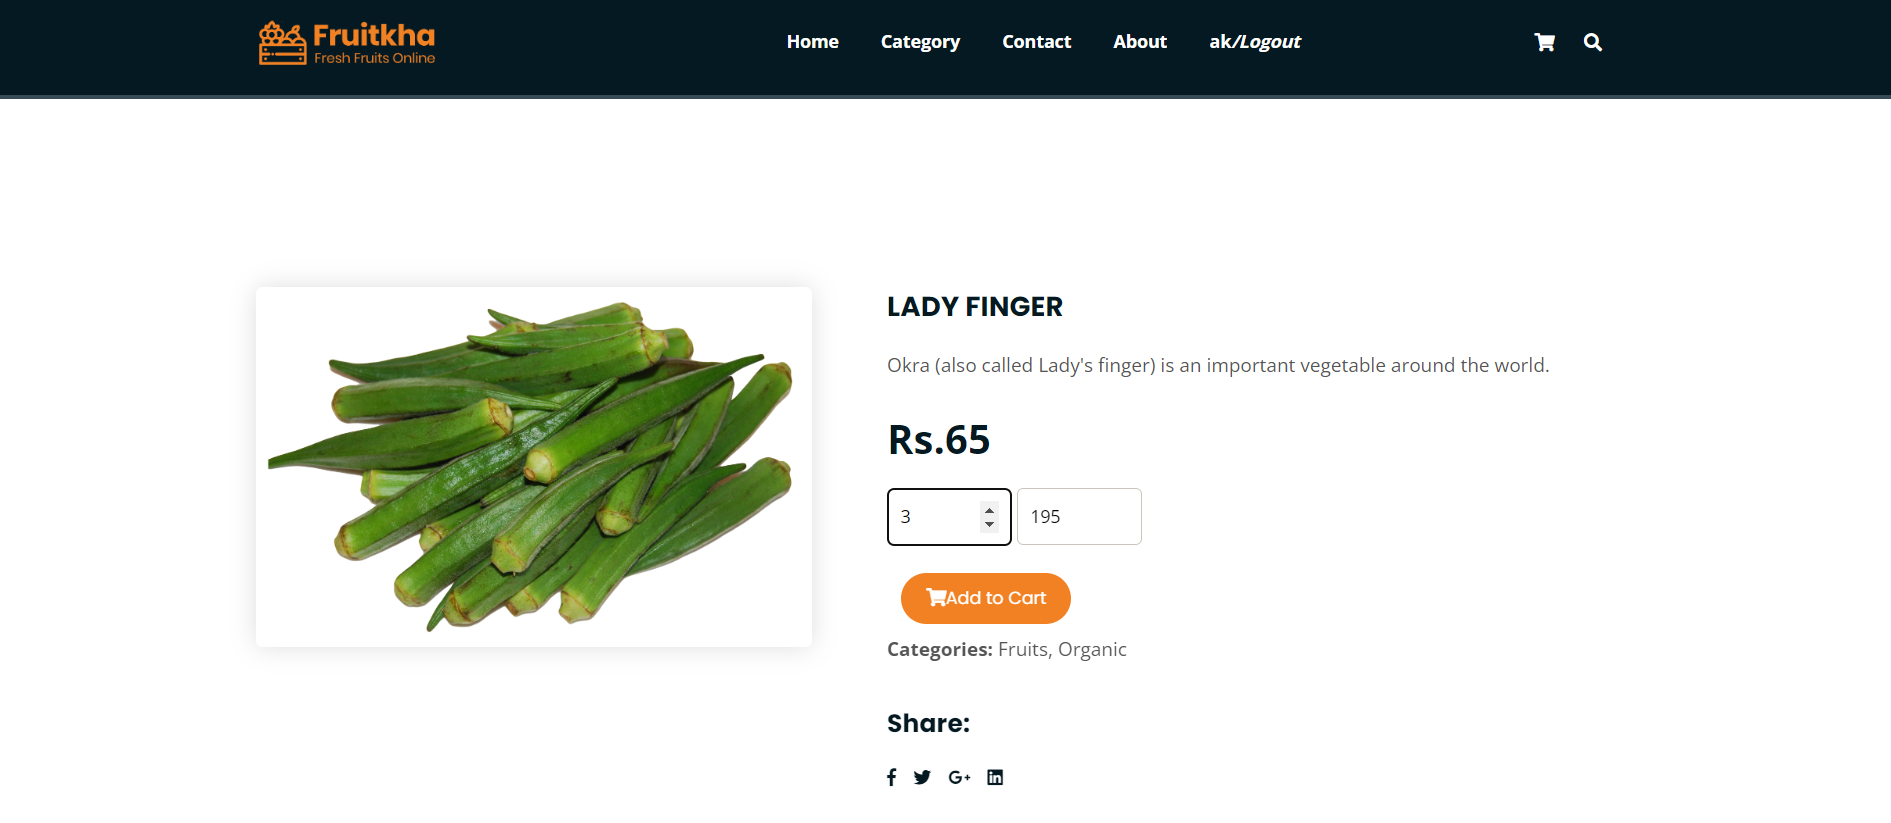 Fruitkha
Fresh Fruits Online
Home Category Contact About ak/Logout
LADY FINGER
Okra (also called Lady's finger) is an important vegetable around the world.
Rs.65
3 195
Add to Cart
Categories: Fruits, Organic
Share: